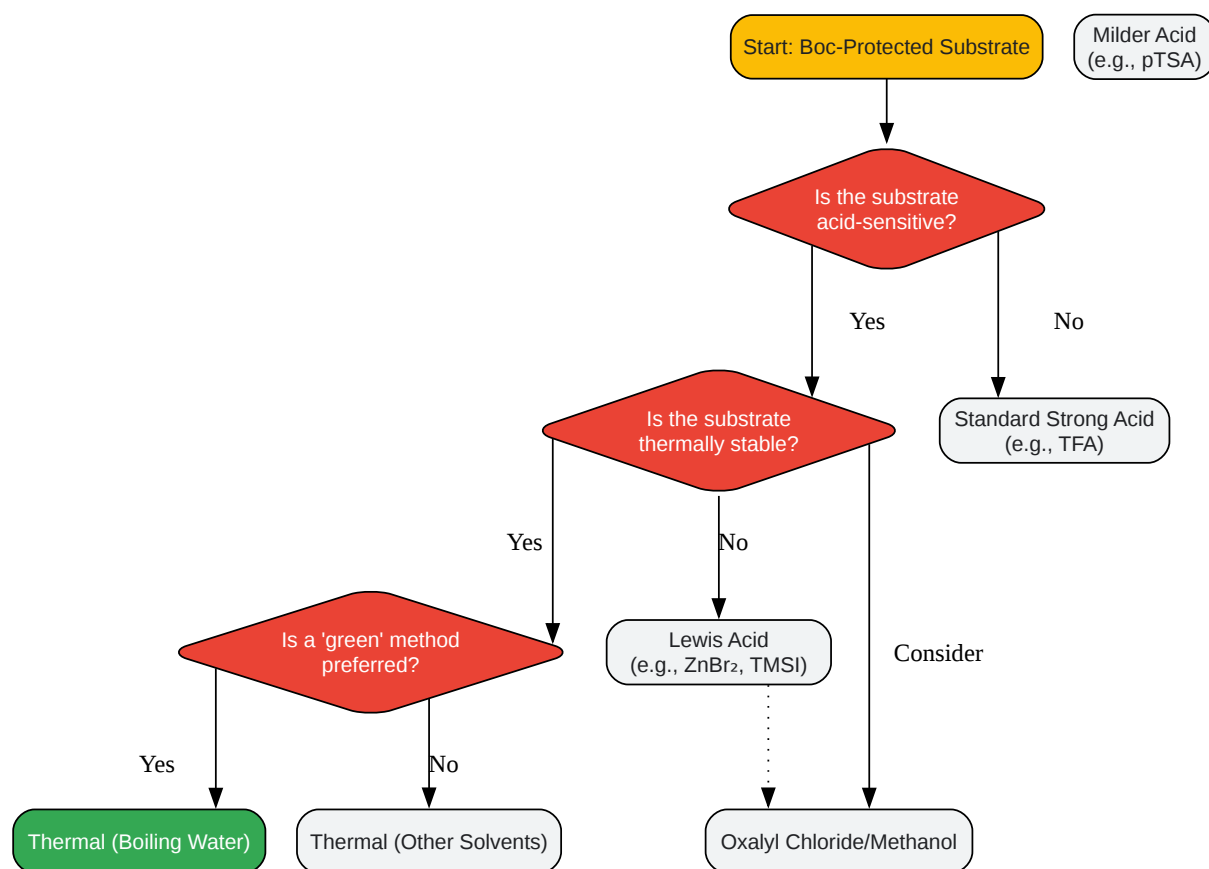 Start: Boc-Protected Substrate
Milder Acid
(e.g., pTSA)
Is the substrate
acid-sensitive?
Yes
No
Is the substrate
thermally stable?
Standard Strong Acid
(e.g., TFA)
Yes
No
Is a 'green' method
preferred?
Lewis Acid
(e.g., ZnBr₂, TMSI)
Consider
Yes
No
Thermal (Boiling Water)
Thermal (Other Solvents)
Oxalyl Chloride/Methanol